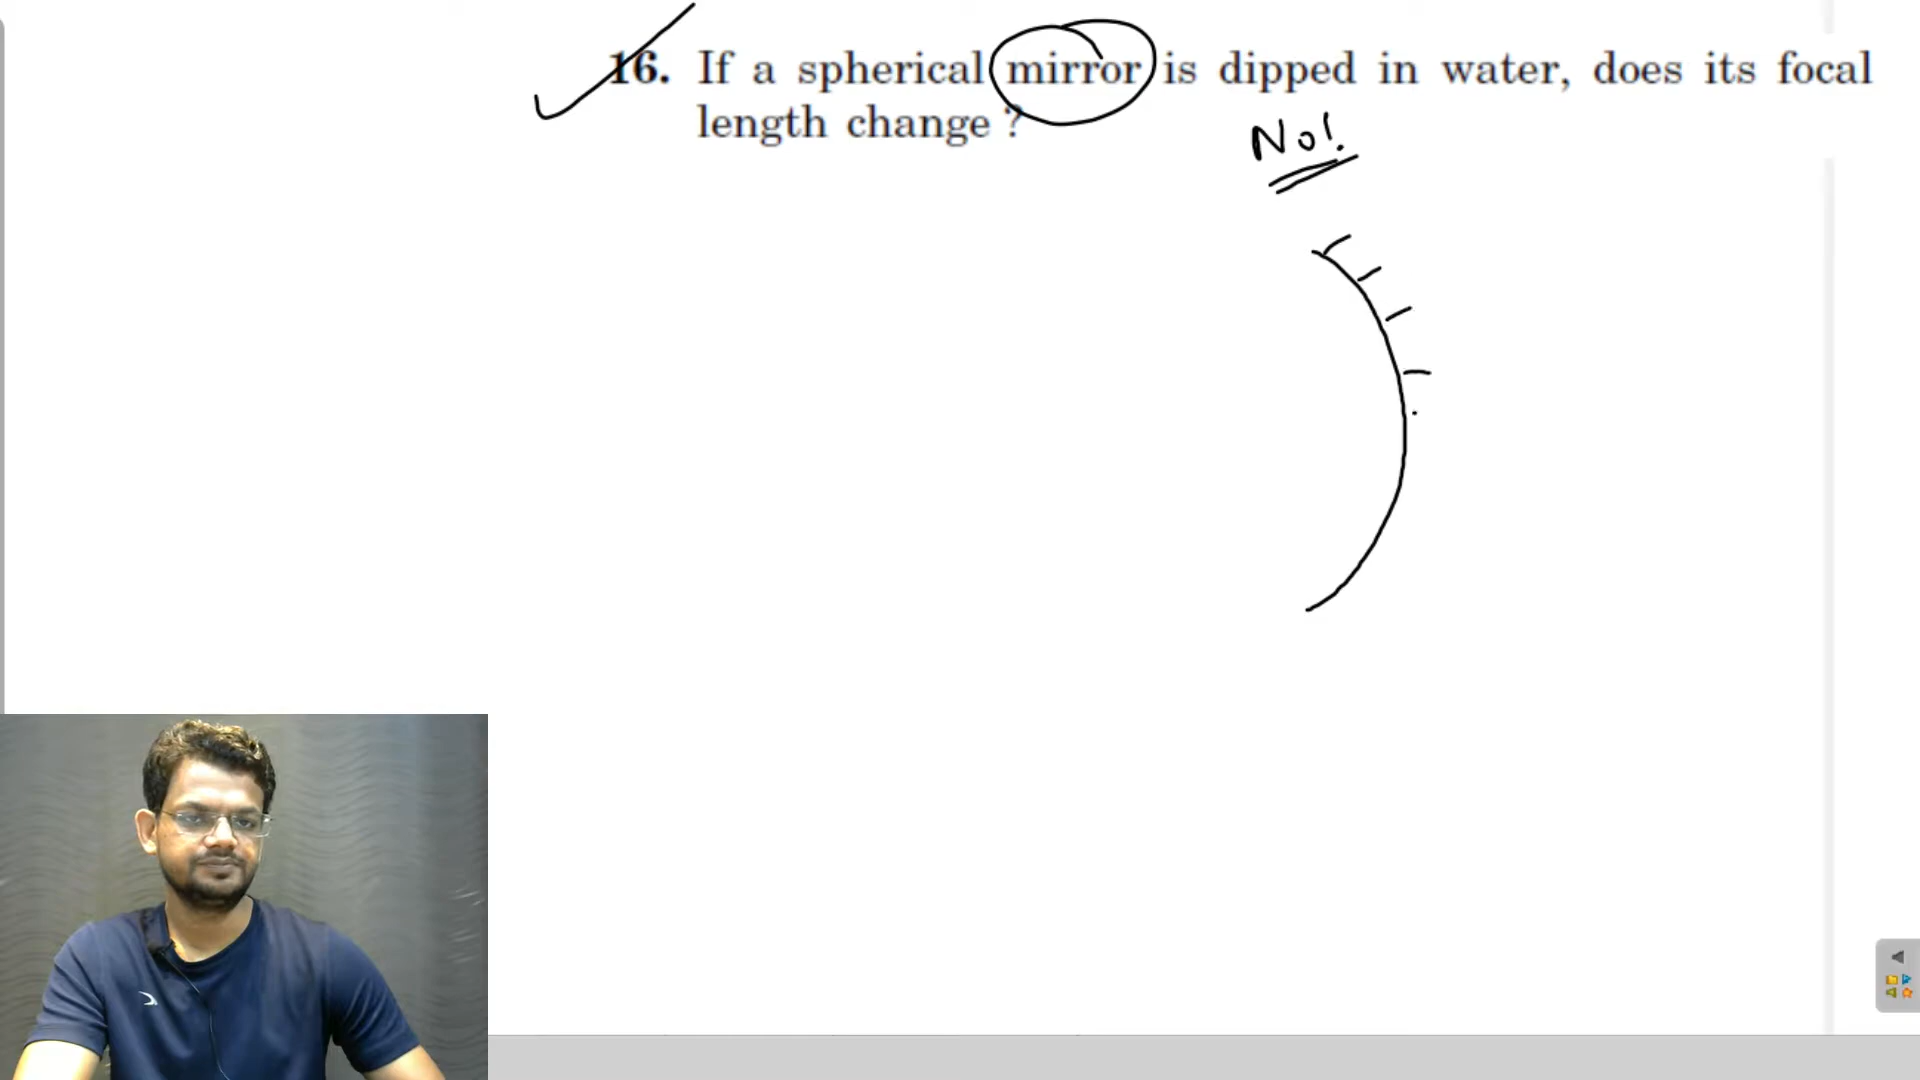 16. If a spherical mirror is dipped in water, does its focal
length change ?
No!